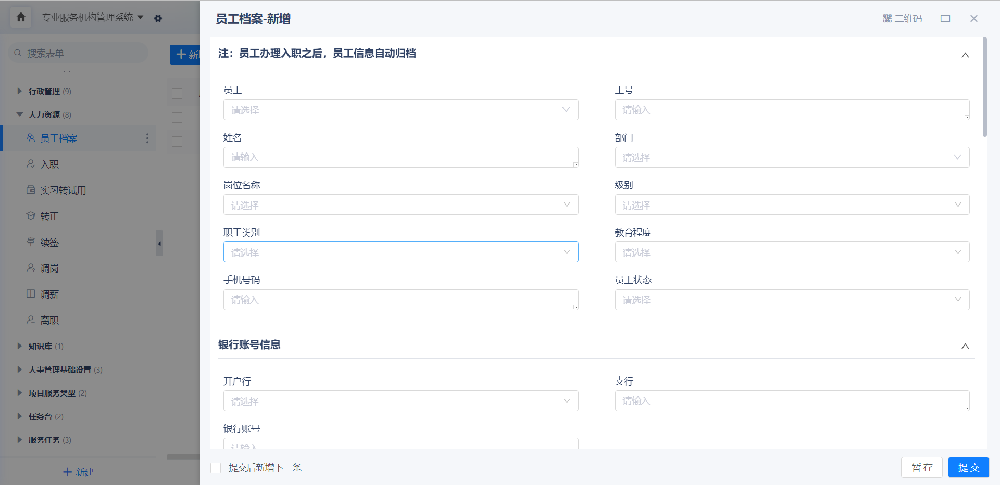 专业服务机构管理系统
搜索表单
行政管理 (9)
人力资源 (8)
员工档案
入职
实习转试用
转正
续签
调岗
调薪
离职
知识库 (1)
人事管理基础设置 (3)
项目服务类型 (2)
任务台 (2)
服务任务 (3)
新建
员工档案-新增
二维码
注：员工办理入职之后，员工信息自动归档
员工 工号
请选择 请输入
姓名 部门
请输入 请选择
岗位名称 级别
请选择 请选择
职工类别 教育程度
请选择 请选择
手机号码 员工状态
请输入 请选择
银行账号信息
开户行 支行
请选择 请输入
银行账号
请输入
提交后新增下一条
暂存 提交